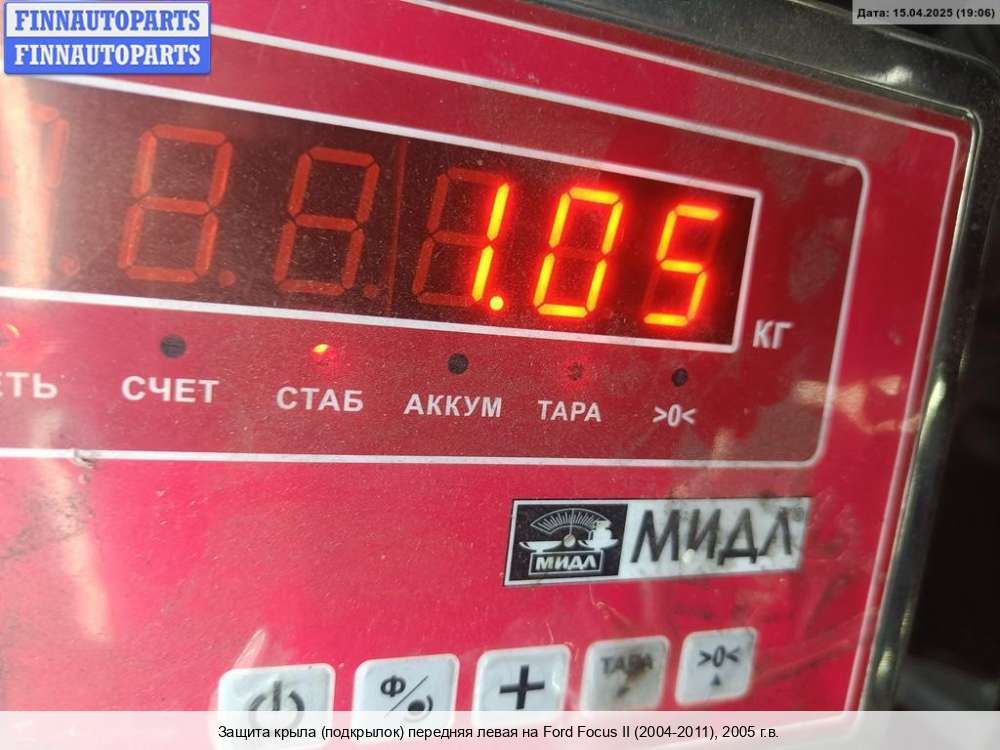 FINNAUTOPARTS
FINNAUTOPARTS
Дата: 15.04.2025 (19:06)
1.05
КГ
СЧЕТ
СТАБ
АККУМ
ТАРА
>0<
МИДЛ
МИДЛ
Ф
+
ТАРА
>0<
Защита крыла (подкрылок) передняя левая на Ford Focus II (2004-2011), 2005 г.в.